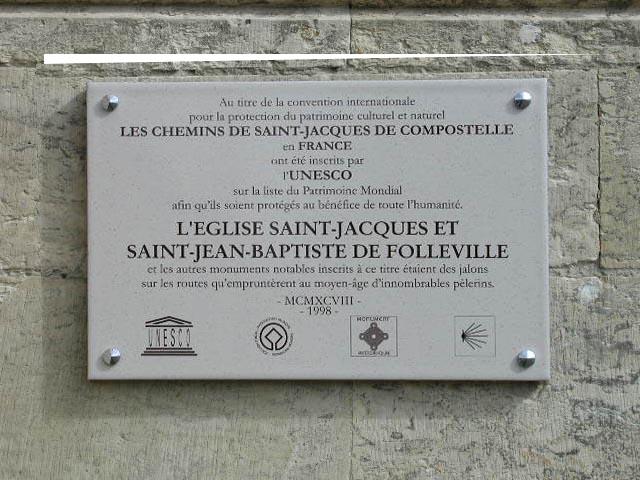 Au titre de la convention internationale
pour la protection du patrimoine culturel et naturel
LES CHEMINS DE SAINT-JACQUES DE COMPOSTELLE
en FRANCE
ont été inscrits par
l'UNESCO
sur la liste du Patrimoine Mondial
afin qu'ils soient protégés au bénéfice de toute l'humanité.
L'EGLISE SAINT-JACQUES ET
SAINT-JEAN-BAPTISTE DE FOLLEVILLE
et les autres monuments notables inscrits à ce titre étaient des jalons
sur les routes qu'empruntèrent au moyen-âge d'innombrables pèlerins.
- MCMXCVIII -
- 1998 -
UNESCO
MONUMENT
HISTORIQUE